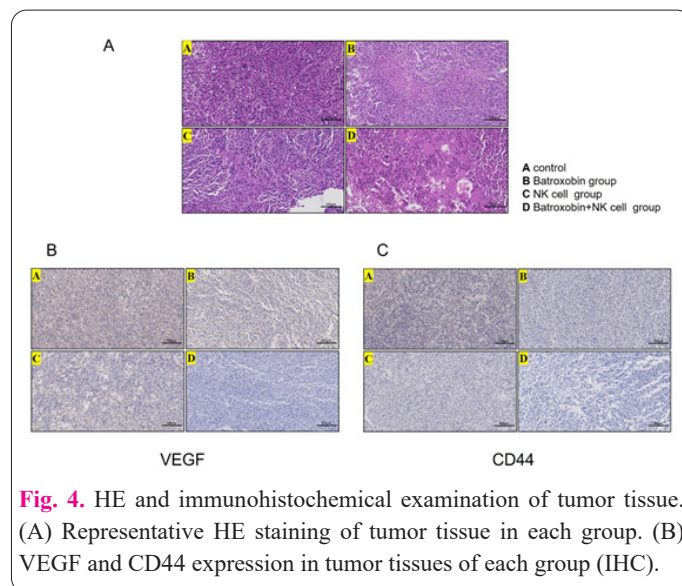 A
A
B
C
D
A control
B Batroxobin group
C NK cell group
D Batroxobin+NK cell group
B
C
A
B
A
B
C
D
C
D
VEGF
CD44
Fig. 4. HE and immunohistochemical examination of tumor tissue.
(A) Representative HE staining of tumor tissue in each group. (B)
VEGF and CD44 expression in tumor tissues of each group (IHC).